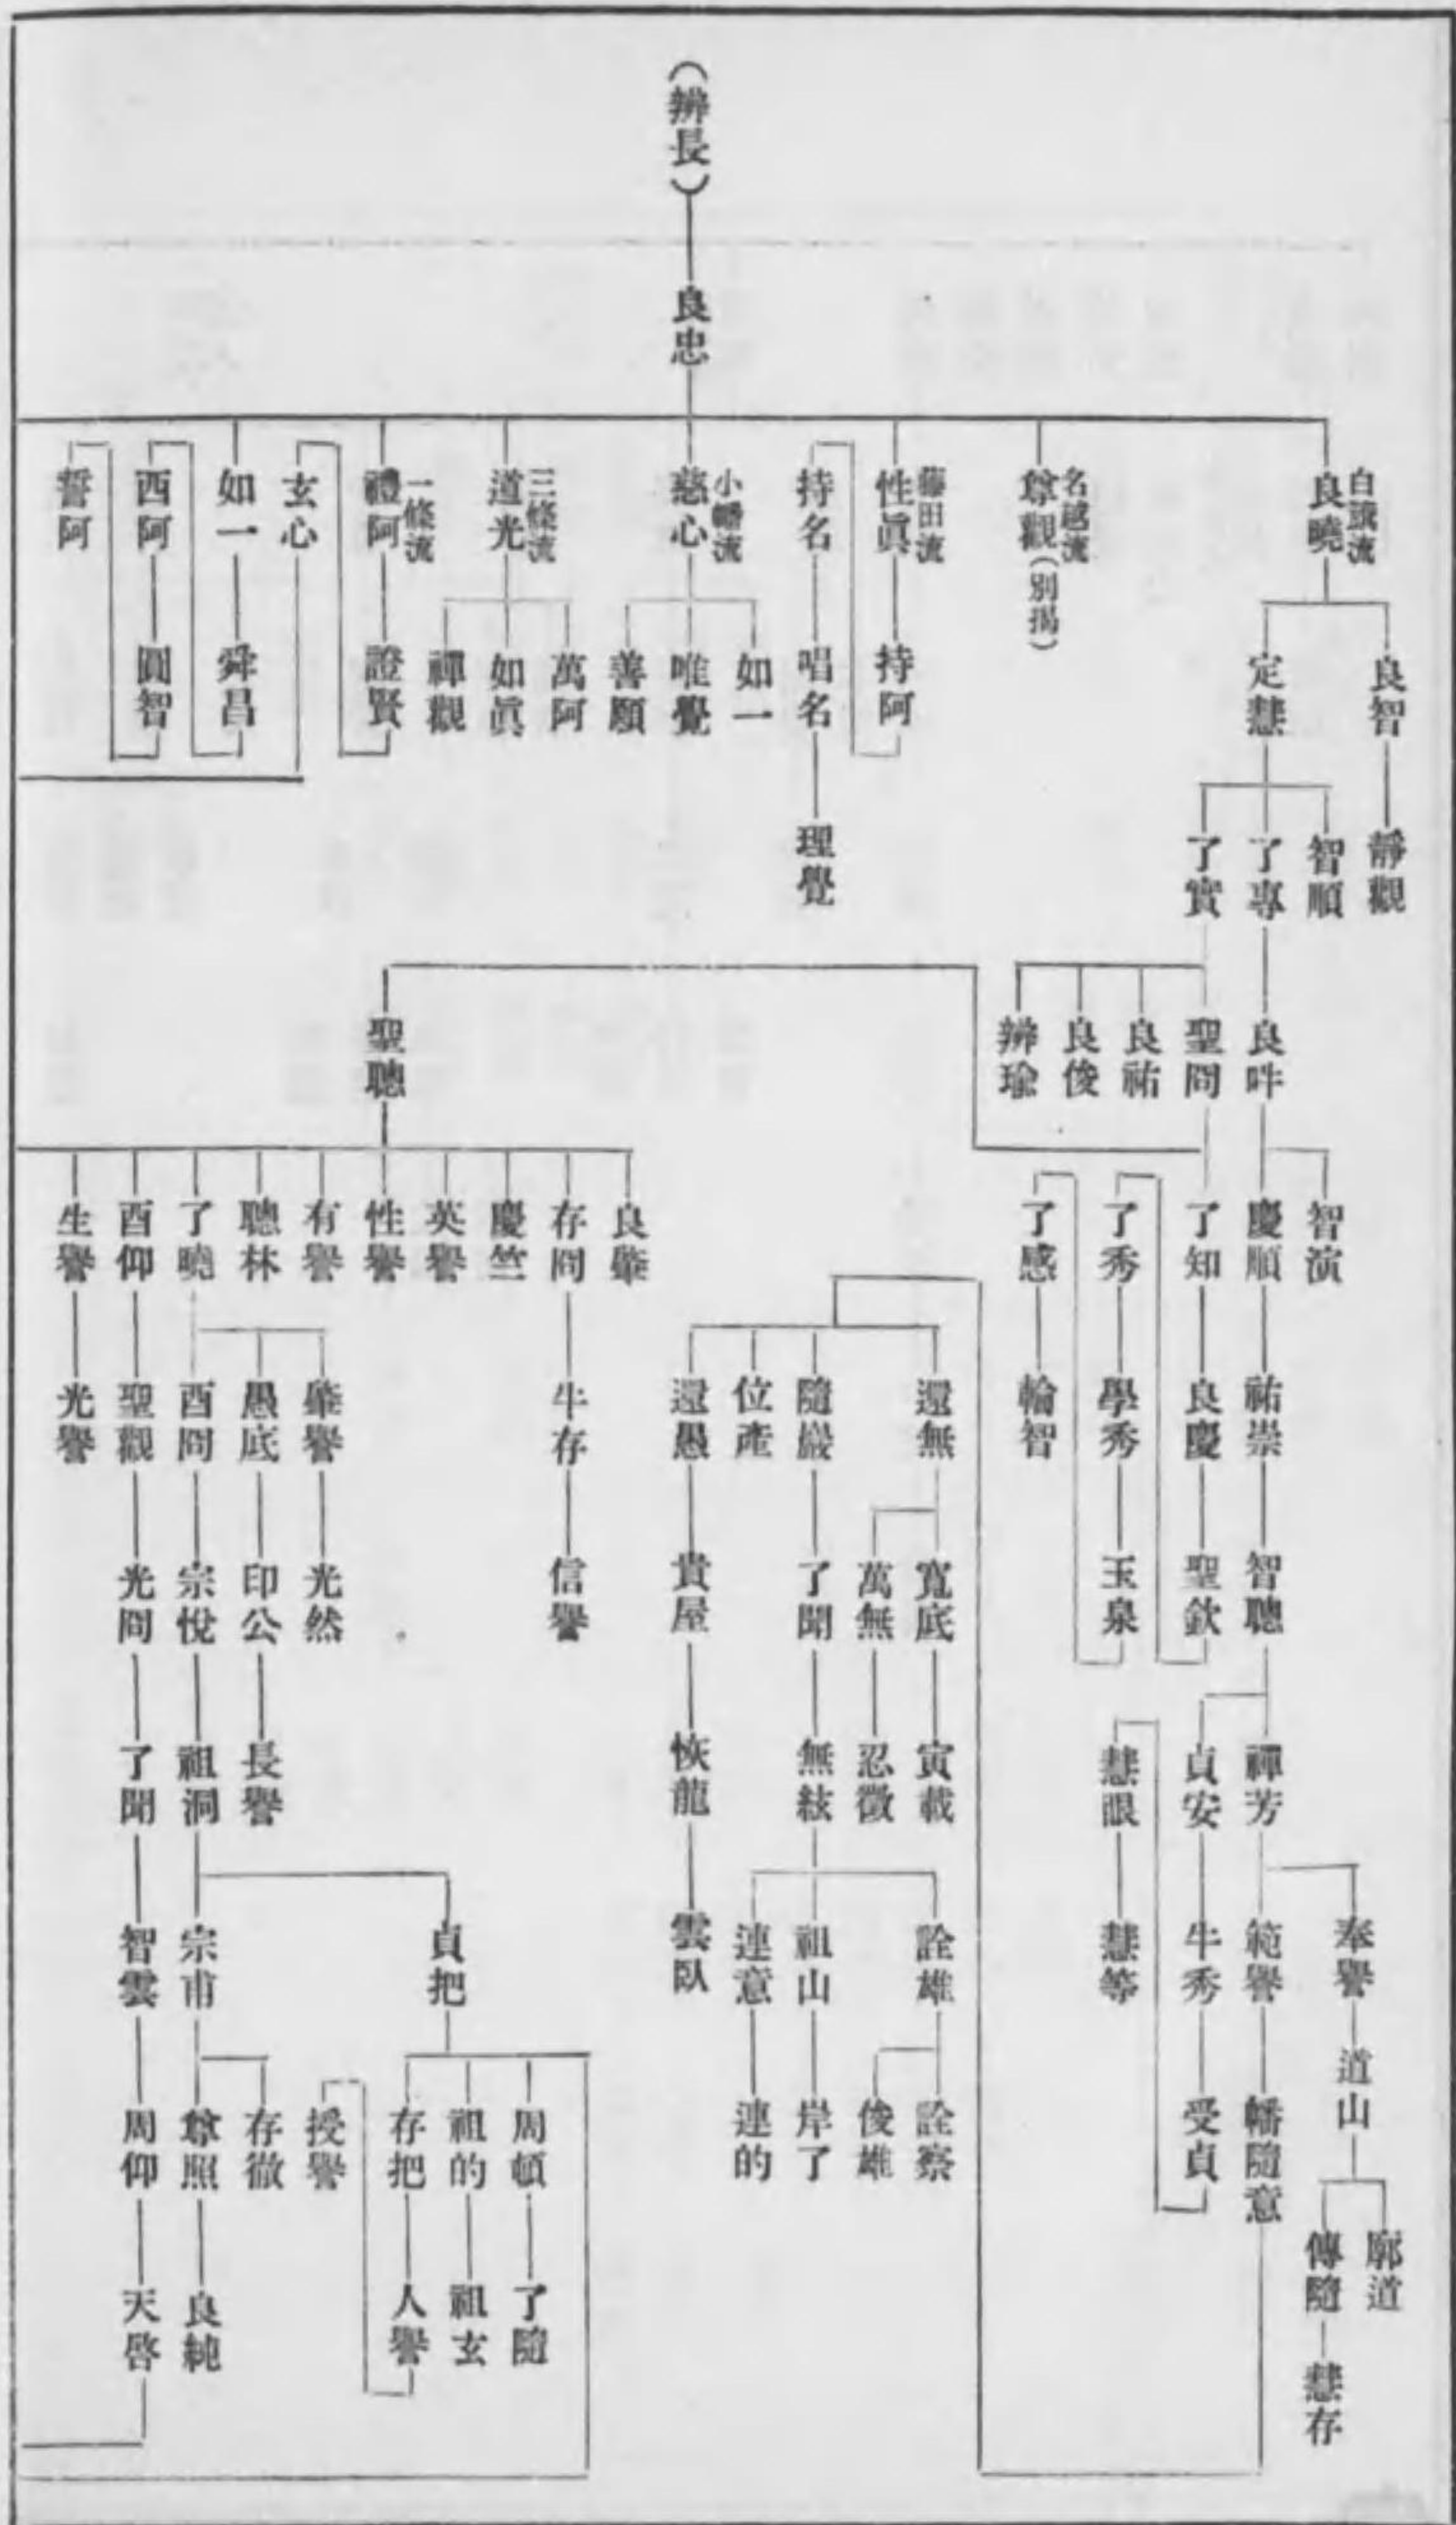 （辨長）
良忠
白旗流
良曉
良智
靜觀
定慧
智順
了專
良吽
智演
慶順
祐崇
智聰
禪芳
奉譽
道山
廓道
傳隨
慧存
範譽
幡隨意
貞安
牛秀
受貞
慧眼
慧等
還無
寬底
寅載
萬無
忍徵
隨巖
了聞
無絃
詮雄
詮察
俊雄
祖山
岸了
連意
連的
位產
還愚
貴屋
恢龍
雲臥
了實
聖冏
了知
良慶
聖欽
了秀
學秀
玉泉
了感
輪智
聖聰
良肇
存冏
牛存
信譽
慶竺
英譽
性譽
有譽
聰林
了曉
肇譽
光然
愚底
印公
長譽
酉冏
宗悅
祖洞
貞把
周頓
了隨
祖的
祖玄
存把
人譽
授譽
宗甫
存徹
尊照
良純
酉仰
聖觀
光冏
了聞
智雲
周仰
天啓
生譽
光譽
良祐
良俊
辨瑜
名越流
尊觀（別揭）
藤田流
性眞
持阿
持名
唱名
理覺
小幡流
慈心
如一
唯覺
善願
三條流
道光
萬阿
如眞
禪觀
一條流
禮阿
證賢
玄心
如一
舜昌
西阿
圓智
誓阿